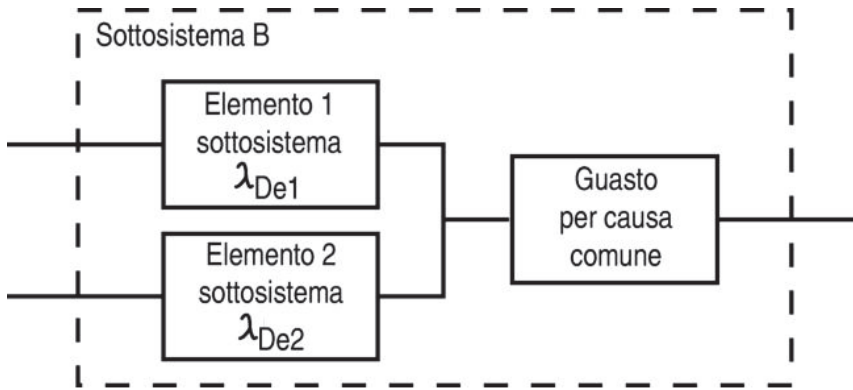 Sottosistema B
Elemento 1
sottosistema
λDe1
Elemento 2
sottosistema
λDe2
Guasto
per causa
comune